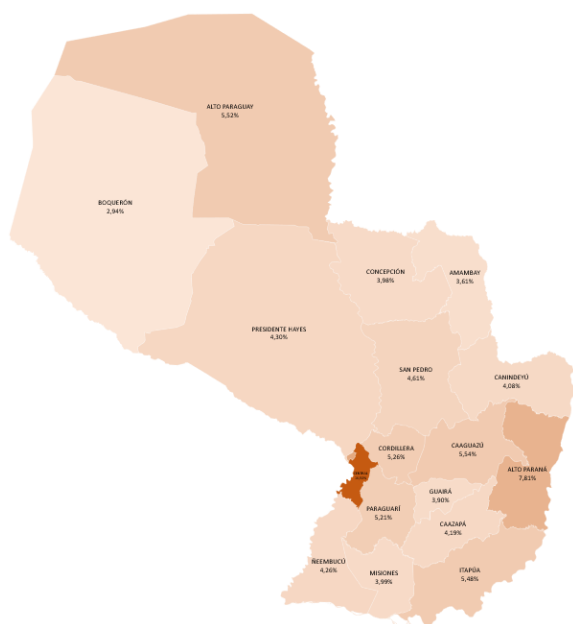 ALTO PARAGUAY
5,52%
BOQUERÓN
2,94%
CONCEPCIÓN
3,98%
AMAMBAY
3,61%
PRESIDENTE HAYES
4,30%
SAN PEDRO
4,61%
CANINDEYÚ
4,08%
CORDILLERA
5,26%
CAAGUAZÚ
5,54%
ALTO PARANÁ
7,81%
GUAIRÁ
3,90%
PARAGUARÍ
5,21%
CAAZAPÁ
4,19%
ÑEEMBUCÚ
4,26%
MISIONES
3,99%
ITAPÚA
5,48%